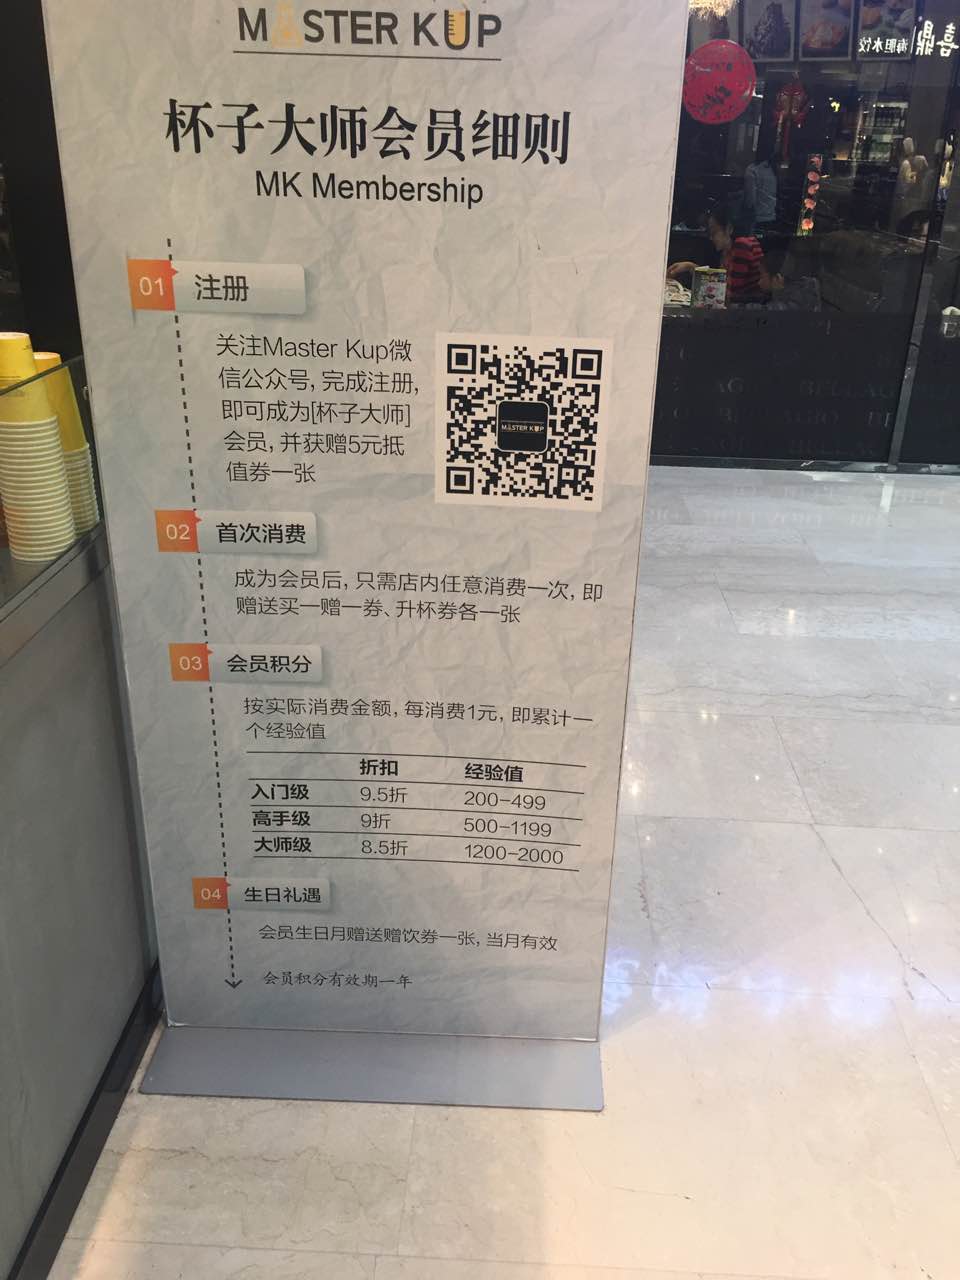 MASTER KUP
杯子大师会员细则
MK Membership
01 注册
关注Master Kup微
信公众号,完成注册,
即可成为[杯子大师]
会员,并获赠5元抵
值券一张
MASTER KUP
02 首次消费
成为会员后,只需店内任意消费一次,即
赠送买一赠一券、升杯券各一张
03 会员积分
按实际消费金额,每消费1元,即累计一
个经验值
折扣 经验值
入门级 9.5折 200-499
高手级 9折 500-1199
大师级 8.5折 1200-2000
04 生日礼遇
会员生日月赠送赠饮券一张,当月有效
会员积分有效期一年
喜鼎
海胆水饺